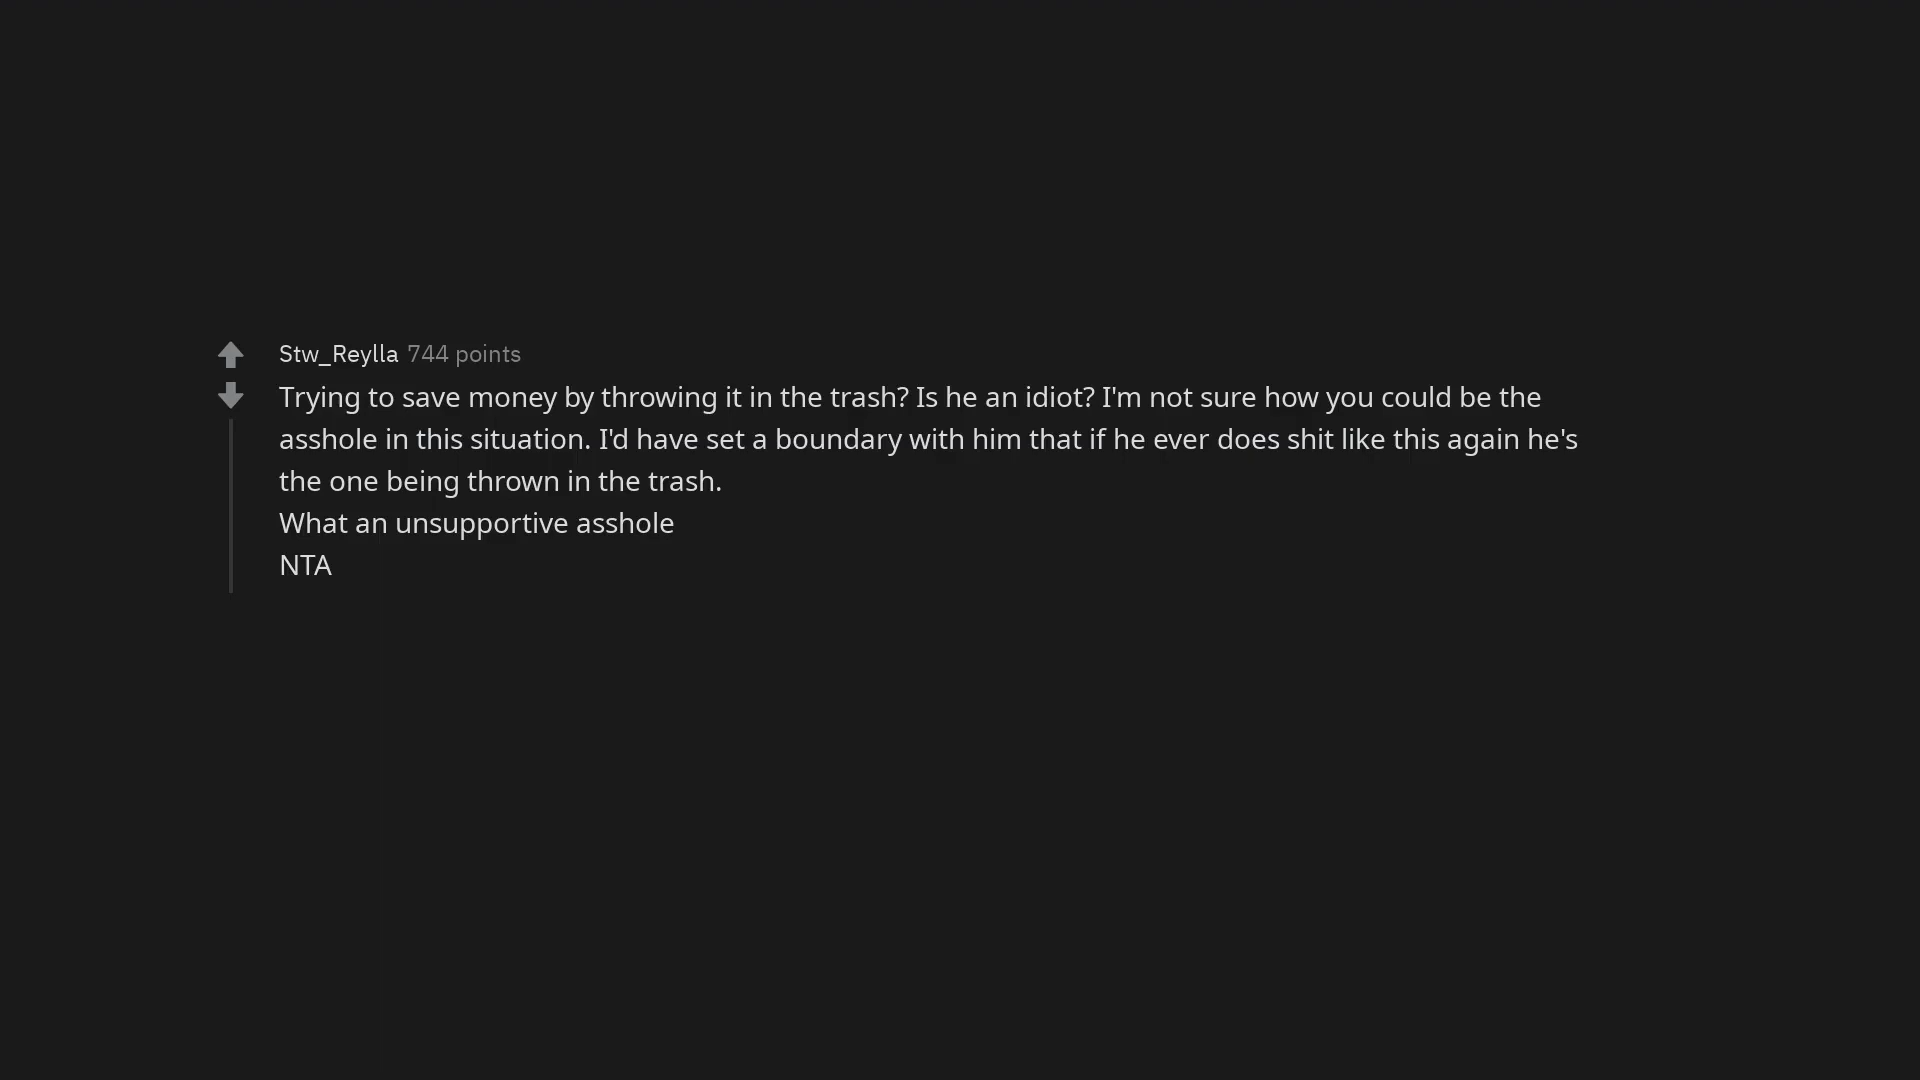 Stw_Reylla 744 points
Trying to save money by throwing it in the trash? Is he an idiot? I'm not sure how you could be the
asshole in this situation. I'd have set a boundary with him that if he ever does shit like this again he's
the one being thrown in the trash.
What an unsupportive asshole
NTA